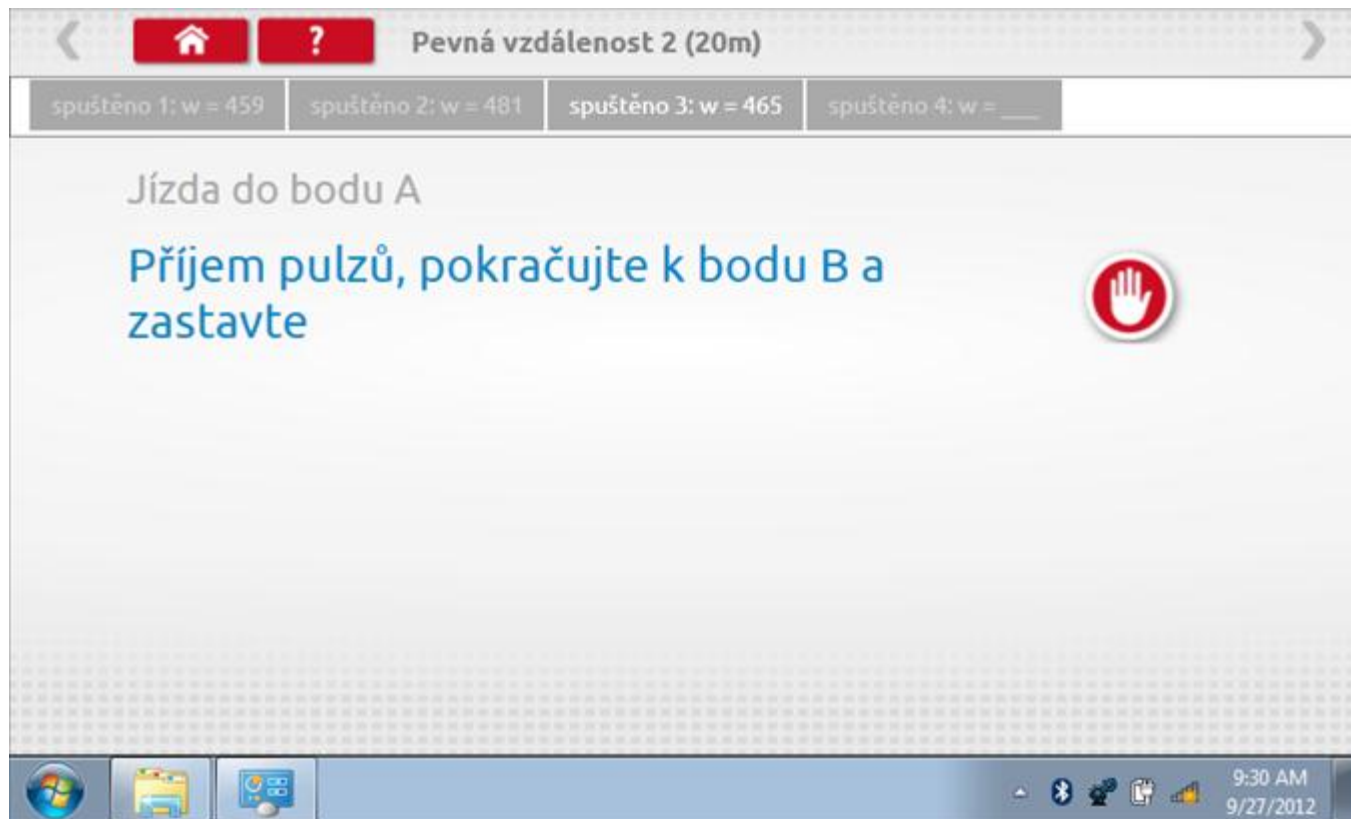 ? Pevná vzdálenost 2 (20m)
spuštěno 1: w = 459 spuštěno 2: w = 481 spuštěno 3: w = 465 spuštěno 4: w = ___
Jízda do bodu A
Příjem pulzů, pokračujte k bodu B a
zastavte
9:30 AM
9/27/2012